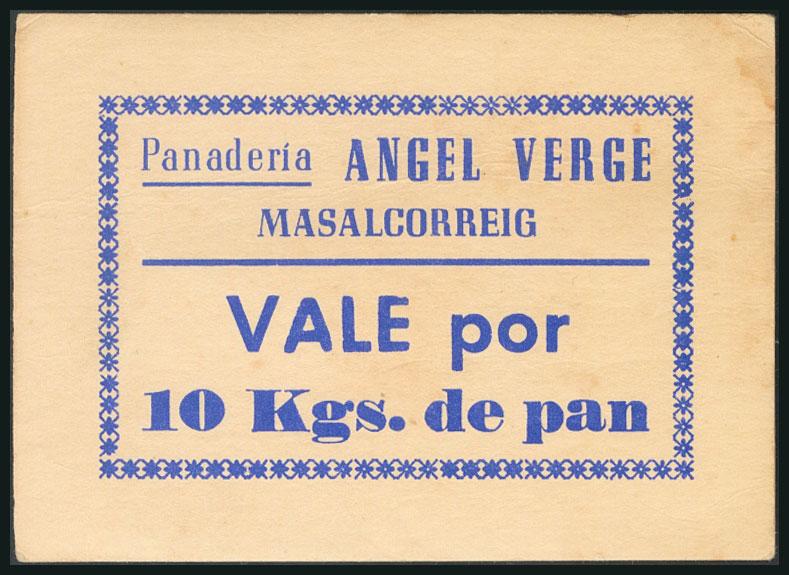 Panadería ANGEL VERGE
MASALCORREIG
VALE por
10 Kgs. de pan